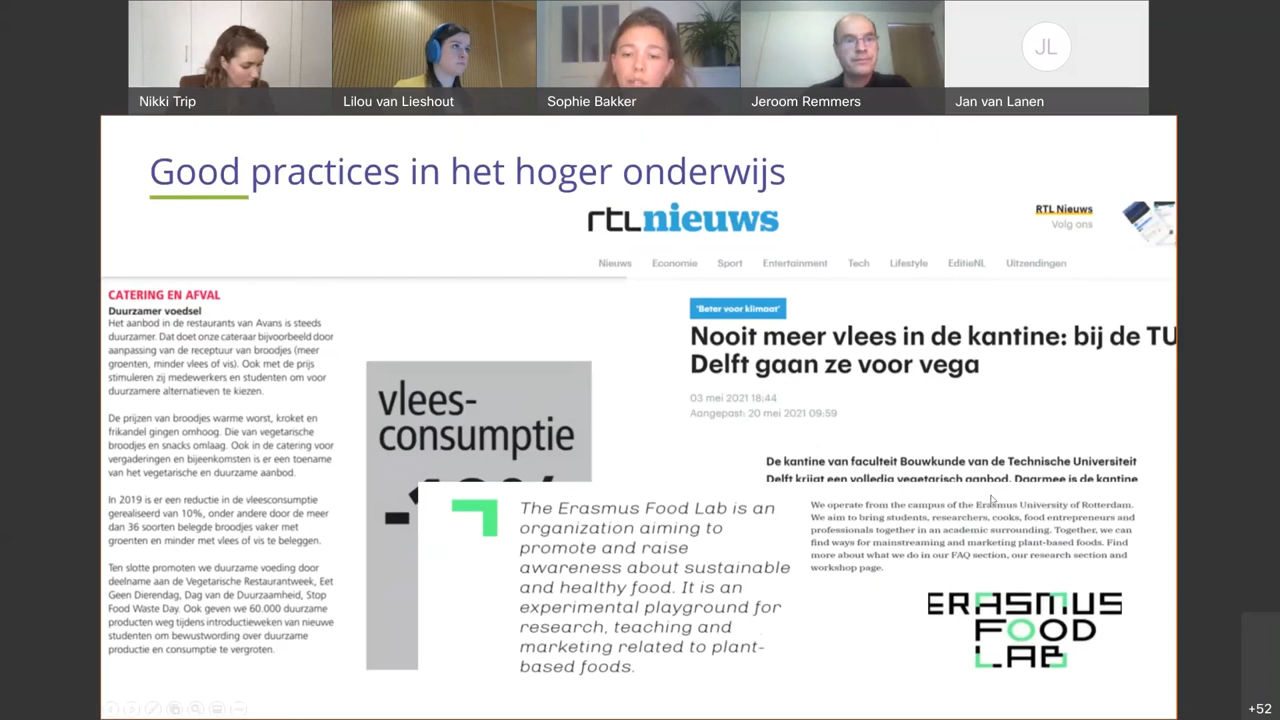 JL
Nikki Trip
Lilou van Lieshout
Sophie Bakker
Jeroom Remmers
Jan van Lanen
Good practices in het hoger onderwijs
rtlnieuws
RTL Nieuws
Volg ons
Nieuws Economie Sport Entertainment Tech Lifestyle EditieNL Uitzendingen
CATERING EN AFVAL
Duurzamer voedsel
Het aanbod in de restaurants van Avans is steeds
duurzamer. Dat doet onze cateraar bijvoorbeeld door
aanpassing van de receptuur van broodjes (meer
groenten, minder vlees of vis). Ook met de prijs
stimuleren zij medewerkers en studenten om voor
duurzamere alternatieven te kiezen.
De prijzen van broodjes warme worst, kroket en
frikandel gingen omhoog. Die van vegetarische
broodjes en snacks omlaag. Ook in de catering voor
vergaderingen en bijeenkomsten is er een toename
van het vegetarische en duurzame aanbod.
In 2019 is er een reductie in de vleesconsumptie
gerealiseerd van 10%, onder andere door de meer
dan 36 soorten belegde broodjes vaker met
groenten en minder met vlees of vis te beleggen.
Ten slotte promoten we duurzame voeding door
deelname aan de Vegetarische Restaurantweek, Eet
Geen Dierendag, Dag van de Duurzaamheid, Stop
Food Waste Day. Ook geven we 60.000 duurzame
producten weg tijdens introductieweken van nieuwe
studenten om bewustwording over duurzame
productie en consumptie te vergroten.
vlees-
consumptie
-10%
'Beter voor klimaat'
Nooit meer vlees in de kantine: bij de TU
Delft gaan ze voor vega
03 mei 2021 18:44
Aangepast: 20 mei 2021 09:59
De kantine van faculteit Bouwkunde van de Technische Universiteit
Delft krijgt een volledig vegetarisch aanbod. Daarmee is de kantine
The Erasmus Food Lab is an
organization aiming to
promote and raise
awareness about sustainable
and healthy food. It is an
experimental playground for
research, teaching and
marketing related to plant-
based foods.
We operate from the campus of the Erasmus University of Rotterdam.
We aim to bring students, researchers, cooks, food entrepreneurs and
professionals together in an academic surrounding. Together, we can
find ways for mainstreaming and marketing plant-based foods. Find
more about what we do in our FAQ section, our research section and
workshop page.
ERASMUS
FOOD
LAB
+52